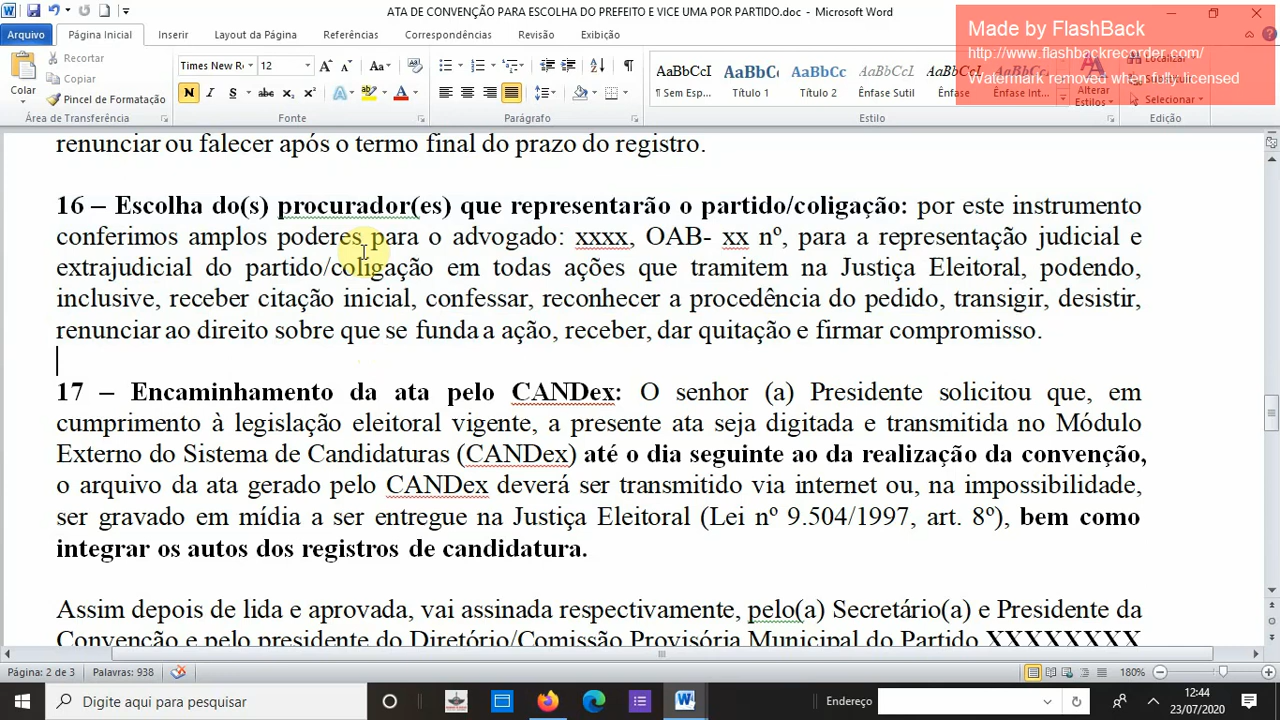 ATA DE CONVENÇÃO PARA ESCOLHA DO PREFEITO E VICE UMA POR PARTIDO.doc - Microsoft Word
Made by FlashBack
http://www.flashbackrecorder.com/
Watermark removed when fully licensed
Arquivo Página Inicial Inserir Layout da Página Referências Correspondências Revisão Exibição
Colar
Recortar
Copiar
Pincel de Formatação
Times New R 12
AaBbCcI AaBbC AaBbCc AaBbCcI AaBbCcI AaBbCcI
¶ Sem Espa... Título 1 Título 2 Ênfase Sutil Ênfase Ênfase Int...
Alterar
Estilos
Localizar
Selecionar
Área de Transferência Fonte Parágrafo Estilo Edição
renunciar ou falecer após o termo final do prazo do registro.
16 – Escolha do(s) procurador(es) que representarão o partido/coligação: por este instrumento
conferimos amplos poderes para o advogado: xxxx, OAB- xx nº, para a representação judicial e
extrajudicial do partido/coligação em todas ações que tramitem na Justiça Eleitoral, podendo,
inclusive, receber citação inicial, confessar, reconhecer a procedência do pedido, transigir, desistir,
renunciar ao direito sobre que se funda a ação, receber, dar quitação e firmar compromisso.
17 – Encaminhamento da ata pelo CANDex: O senhor (a) Presidente solicitou que, em
cumprimento à legislação eleitoral vigente, a presente ata seja digitada e transmitida no Módulo
Externo do Sistema de Candidaturas (CANDex) até o dia seguinte ao da realização da convenção,
o arquivo da ata gerado pelo CANDex deverá ser transmitido via internet ou, na impossibilidade,
ser gravado em mídia a ser entregue na Justiça Eleitoral (Lei nº 9.504/1997, art. 8º), bem como
integrar os autos dos registros de candidatura.
Assim depois de lida e aprovada, vai assinada respectivamente, pelo(a) Secretário(a) e Presidente da
Convenção e pelo presidente do Diretório/Comissão Provisória Municipal do Partido XXXXXXXX
Página: 2 de 3 Palavras: 938 180%
Digite aqui para pesquisar Endereço 12:44
23/07/2020